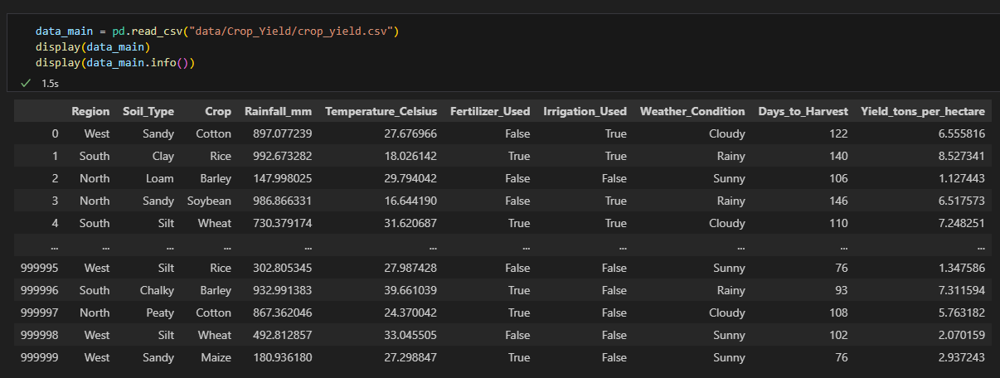 data_main = pd.read_csv("data/Crop_Yield/crop_yield.csv")
display(data_main)
display(data_main.info())
1.5s
Region Soil_Type Crop Rainfall_mm Temperature_Celsius Fertilizer_Used Irrigation_Used Weather_Condition Days_to_Harvest Yield_tons_per_hectare
0 West Sandy Cotton 897.077239 27.676966 False True Cloudy 122 6.555816
1 South Clay Rice 992.673282 18.026142 True True Rainy 140 8.527341
2 North Loam Barley 147.998025 29.794042 False False Sunny 106 1.127443
3 North Sandy Soybean 986.866331 16.644190 False True Rainy 146 6.517573
4 South Silt Wheat 730.379174 31.620687 True True Cloudy 110 7.248251
... ... ... ... ... ... ... ... ... ... ...
999995 West Silt Rice 302.805345 27.987428 False False Sunny 76 1.347586
999996 South Chalky Barley 932.991383 39.661039 True False Rainy 93 7.311594
999997 North Peaty Cotton 867.362046 24.370042 True False Cloudy 108 5.763182
999998 West Silt Wheat 492.812857 33.045505 False False Sunny 102 2.070159
999999 West Sandy Maize 180.936180 27.298847 True False Sunny 76 2.937243